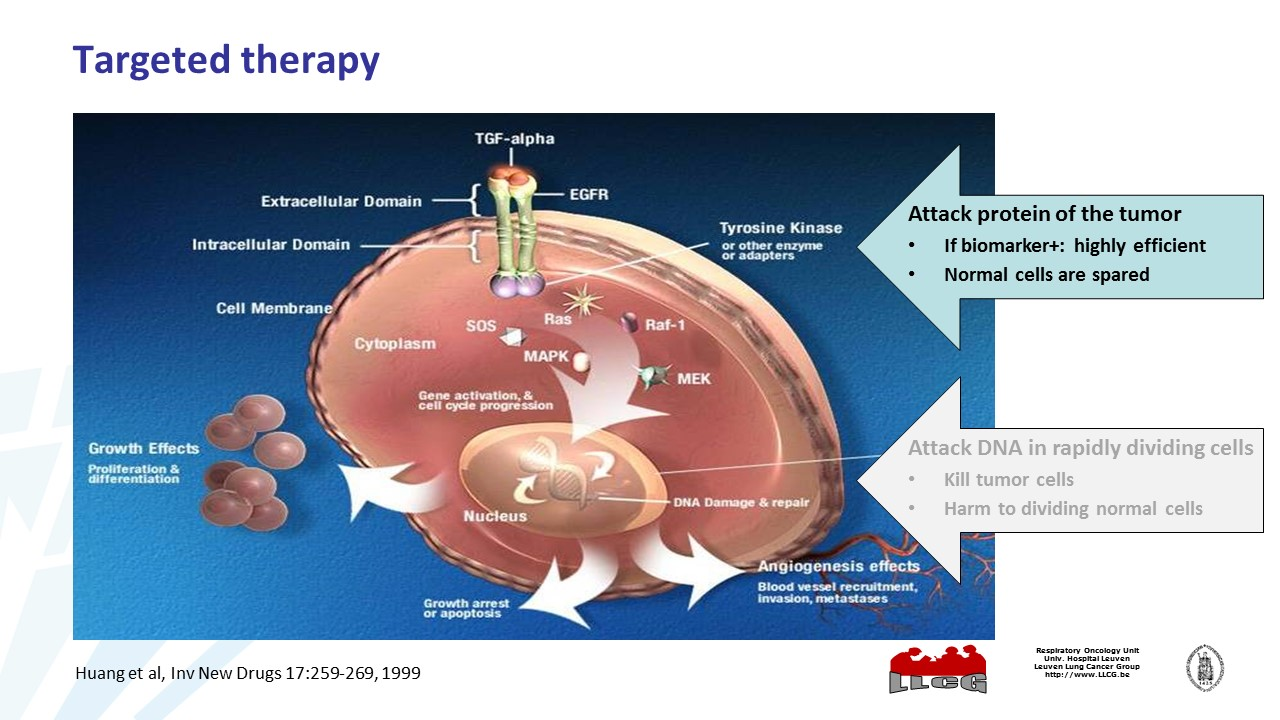 Targeted therapy
TGF-alpha
Extracellular Domain
EGFR
Intracellular Domain
Tyrosine Kinase
or other enzyme
or adapters
Cell Membrane
SOS
Ras
Raf-1
Cytoplasm
MAPK
MEK
Gene activation, &
cell cycle progression
Growth Effects
Proliferation &
differentiation
DNA Damage & repair
Nucleus
Angiogenesis effects
Blood vessel recruitment,
invasion, metastases
Growth arrest
or apoptosis
Attack protein of the tumor
• If biomarker+: highly efficient
• Normal cells are spared
Attack DNA in rapidly dividing cells
• Kill tumor cells
• Harm to dividing normal cells
Huang et al, Inv New Drugs 17:259-269, 1999
LLCG
Respiratory Oncology Unit
Univ. Hospital Leuven
Leuven Lung Cancer Group
http://www.LLCG.be